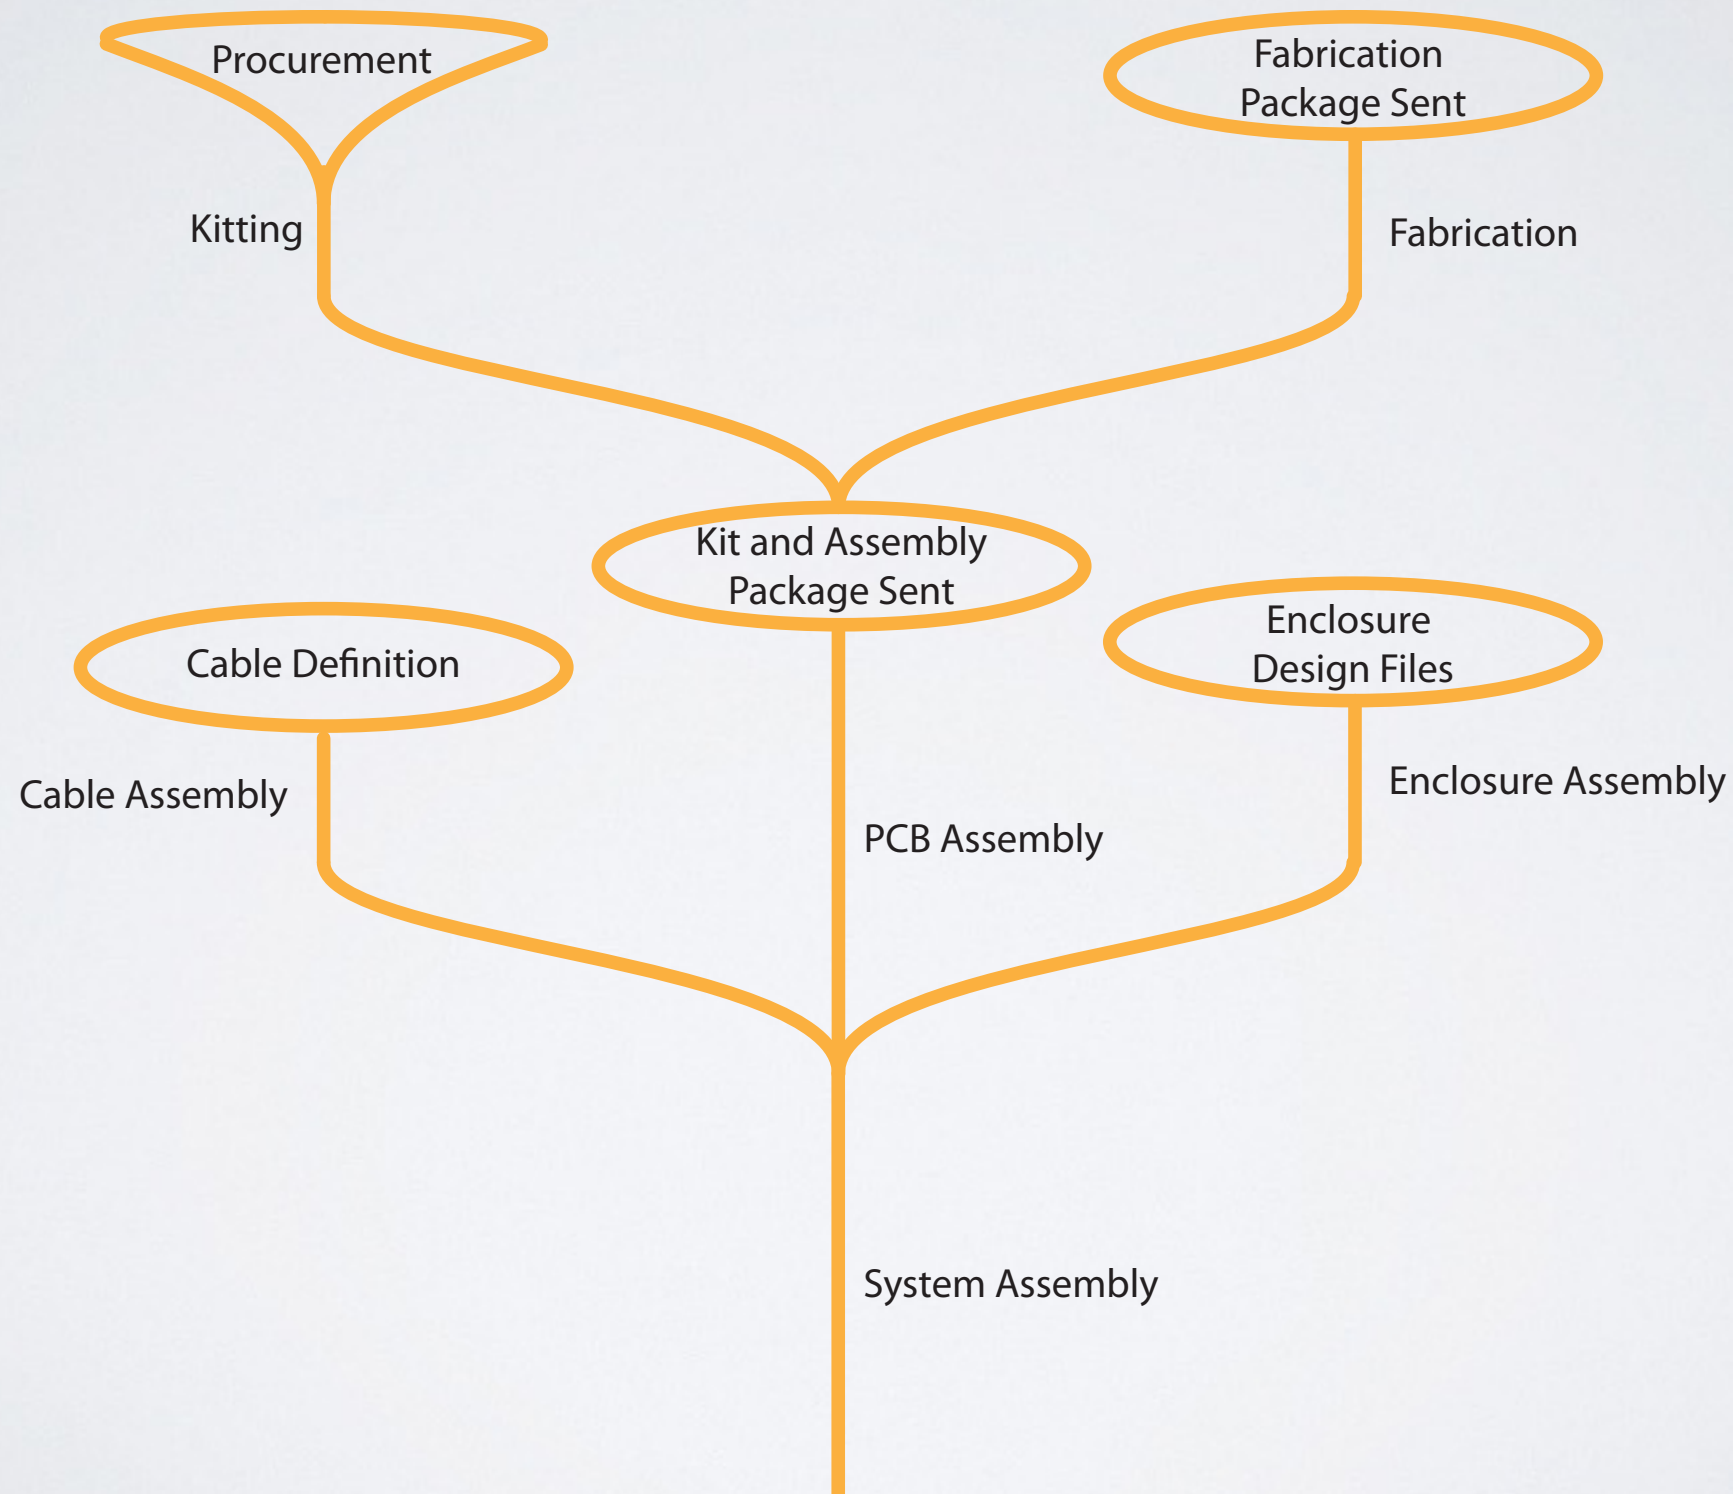 Procurement
Fabrication
Package Sent
Kitting
Fabrication
Kit and Assembly
Package Sent
Cable Definition
Enclosure
Design Files
Cable Assembly
PCB Assembly
Enclosure Assembly
System Assembly